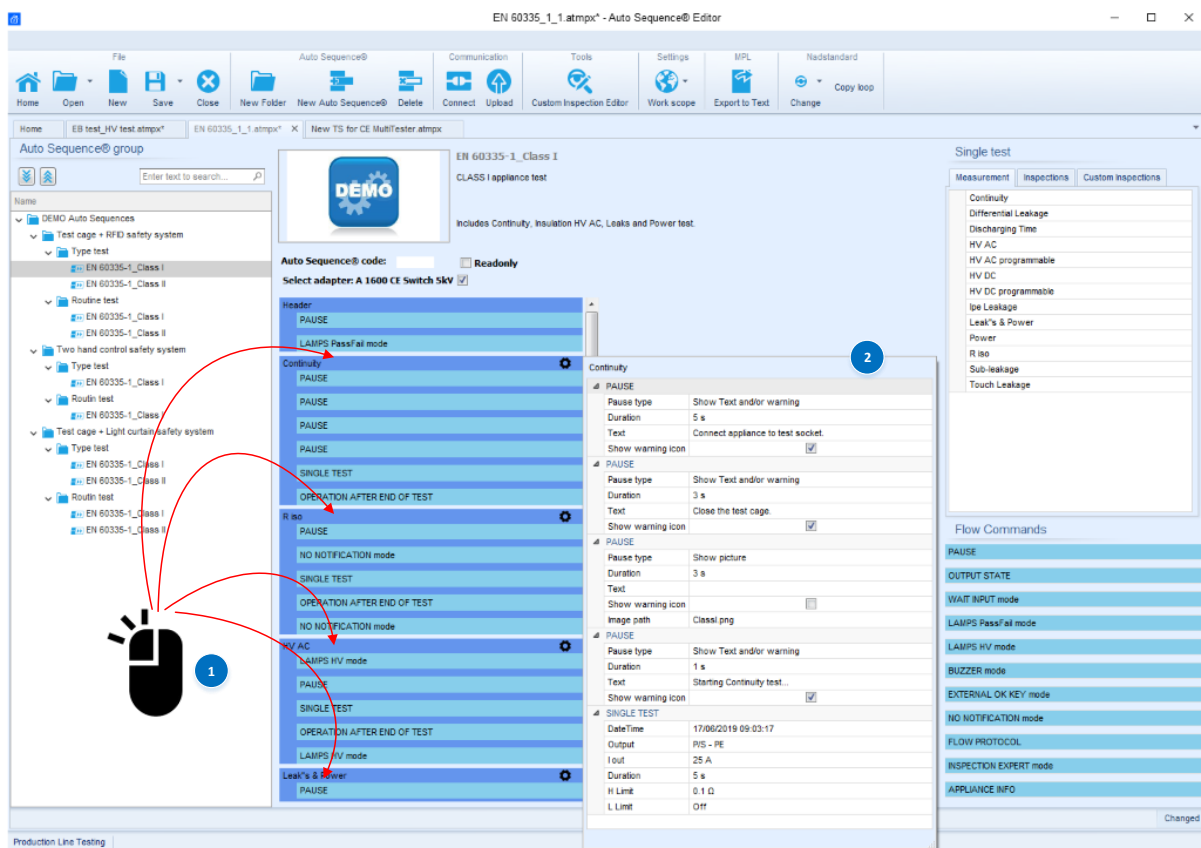 EN 60335_1_1.atmpx* - Auto Sequence® Editor
File
Auto Sequence®
Communication
Tools
Settings
MPL
Nadstandard
Home
Open
New
Save
Close
New Folder
New Auto Sequence®
Delete
Connect
Upload
Custom Inspection Editor
Work scope
Export to Text
Change
Copy loop
Home
EB test_HV test.atmpx*
EN 60335_1_1.atmpx*
New TS for CE MultiTester.atmpx
Auto Sequence® group
Enter text to search...
Name
DEMO Auto Sequences
Test cage + RFID safety system
Type test
EN 60335-1_Class I
EN 60335-1_Class II
Routine test
EN 60335-1_Class I
EN 60335-1_Class II
Two hand control safety system
Type test
EN 60335-1_Class I
Routin test
EN 60335-1_Class I
Test cage + Light curtain safety system
Type test
EN 60335-1_Class I
EN 60335-1_Class II
Routin test
EN 60335-1_Class I
EN 60335-1_Class II
1
DEMO
EN 60335-1_Class I
CLASS I appliance test
Includes Continuity, Insulation HV AC, Leaks and Power test.
Auto Sequence® code:
Readonly
Select adapter: A 1600 CE Switch 5kV
Header
PAUSE
LAMPS PassFail mode
Continuity
PAUSE
PAUSE
PAUSE
PAUSE
SINGLE TEST
OPERATION AFTER END OF TEST
R iso
PAUSE
NO NOTIFICATION mode
SINGLE TEST
OPERATION AFTER END OF TEST
NO NOTIFICATION mode
HV AC
LAMPS HV mode
PAUSE
SINGLE TEST
OPERATION AFTER END OF TEST
LAMPS HV mode
Leak"s & Power
PAUSE
2
Continuity
PAUSE
Pause type Show Text and/or warning
Duration 5 s
Text Connect appliance to test socket.
Show warning icon
PAUSE
Pause type Show Text and/or warning
Duration 3 s
Text Close the test cage.
Show warning icon
PAUSE
Pause type Show picture
Duration 3 s
Text
Show warning icon
Image path ClassI.png
PAUSE
Pause type Show Text and/or warning
Duration 1 s
Text Starting Continuity test...
Show warning icon
SINGLE TEST
DateTime 17/06/2019 09:03:17
Output P/S - PE
I out 25 A
Duration 5 s
H Limit 0.1 Ω
L Limit Off
Single test
Measurement
Inspections
Custom Inspections
Continuity
Differential Leakage
Discharging Time
HV AC
HV AC programmable
HV DC
HV DC programmable
Ipe Leakage
Leak"s & Power
Power
R iso
Sub-leakage
Touch Leakage
Flow Commands
PAUSE
OUTPUT STATE
WAIT INPUT mode
LAMPS PassFail mode
LAMPS HV mode
BUZZER mode
EXTERNAL OK KEY mode
NO NOTIFICATION mode
FLOW PROTOCOL
INSPECTION EXPERT mode
APPLIANCE INFO
Changed
Production Line Testing